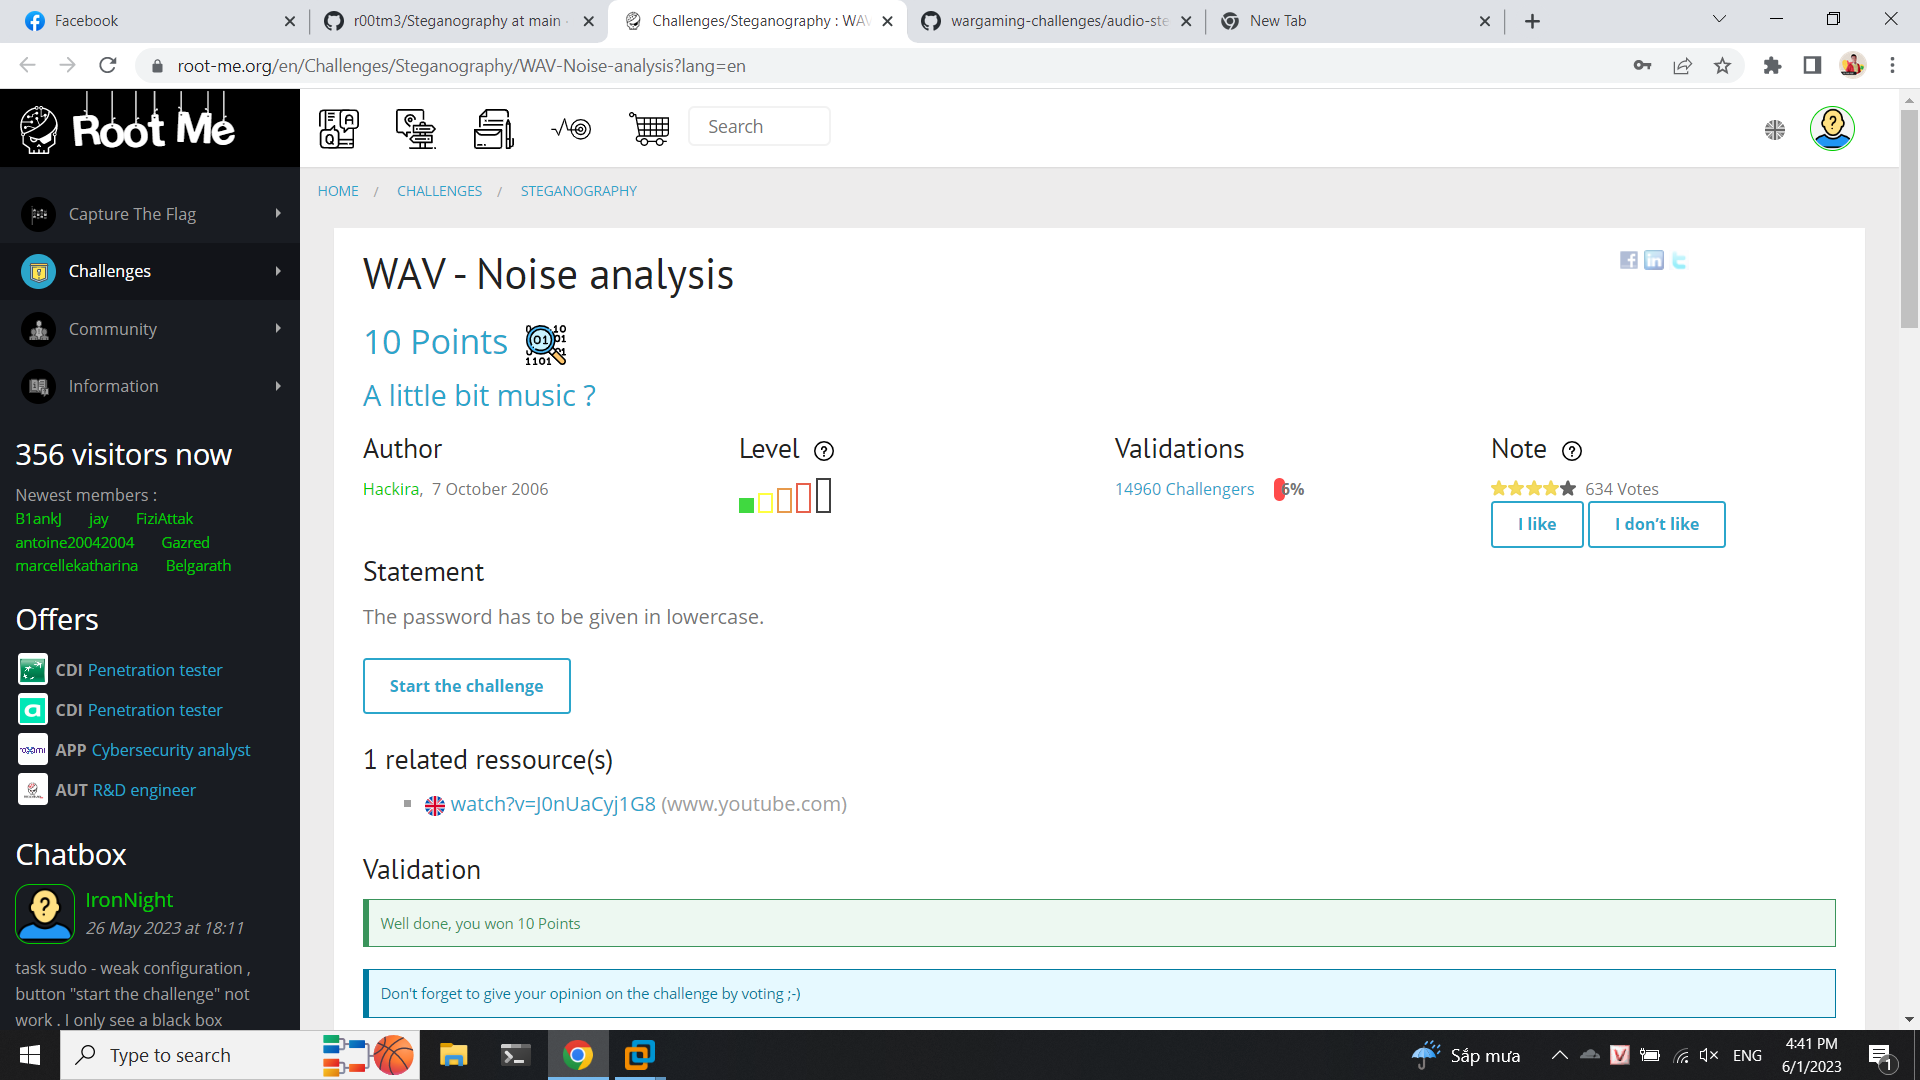 Facebook
r00tm3/Steganography at main
Challenges/Steganography : WAV
wargaming-challenges/audio-ste
New Tab
root-me.org/en/Challenges/Steganography/WAV-Noise-analysis?lang=en
Root Me
Search
HOME / CHALLENGES / STEGANOGRAPHY
Capture The Flag
Challenges
Community
Information
356 visitors now
Newest members :
B1ankJ jay FiziAttak
antoine20042004 Gazred
marcellekatharina Belgarath
Offers
CDI Penetration tester
CDI Penetration tester
APP Cybersecurity analyst
AUT R&D engineer
Chatbox
IronNight
26 May 2023 at 18:11
task sudo - weak configuration ,
button "start the challenge" not
work . I only see a black box
WAV - Noise analysis
10 Points
A little bit music ?
Author
Hackira, 7 October 2006
Level
Validations
14960 Challengers 6%
Note
634 Votes
I like
I don't like
Statement
The password has to be given in lowercase.
Start the challenge
1 related ressource(s)
watch?v=J0nUaCyj1G8 (www.youtube.com)
Validation
Well done, you won 10 Points
Don't forget to give your opinion on the challenge by voting ;-)
Type to search
Sắp mưa
ENG
4:41 PM
6/1/2023
1